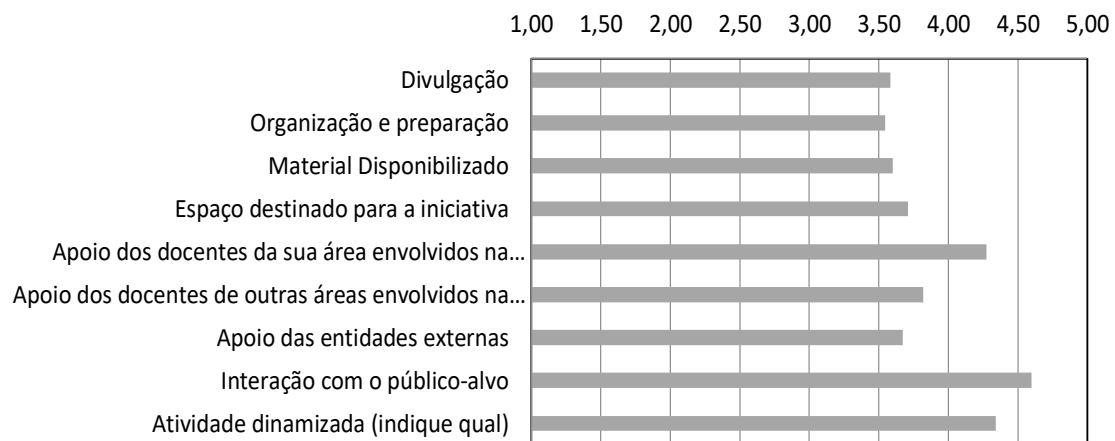 1,00 1,50 2,00 2,50 3,00 3,50 4,00 4,50 5,00
Divulgação
Organização e preparação
Material Disponibilizado
Espaço destinado para a iniciativa
Apoio dos docentes da sua área envolvidos na...
Apoio dos docentes de outras áreas envolvidos na...
Apoio das entidades externas
Interação com o público-alvo
Atividade dinamizada (indique qual)